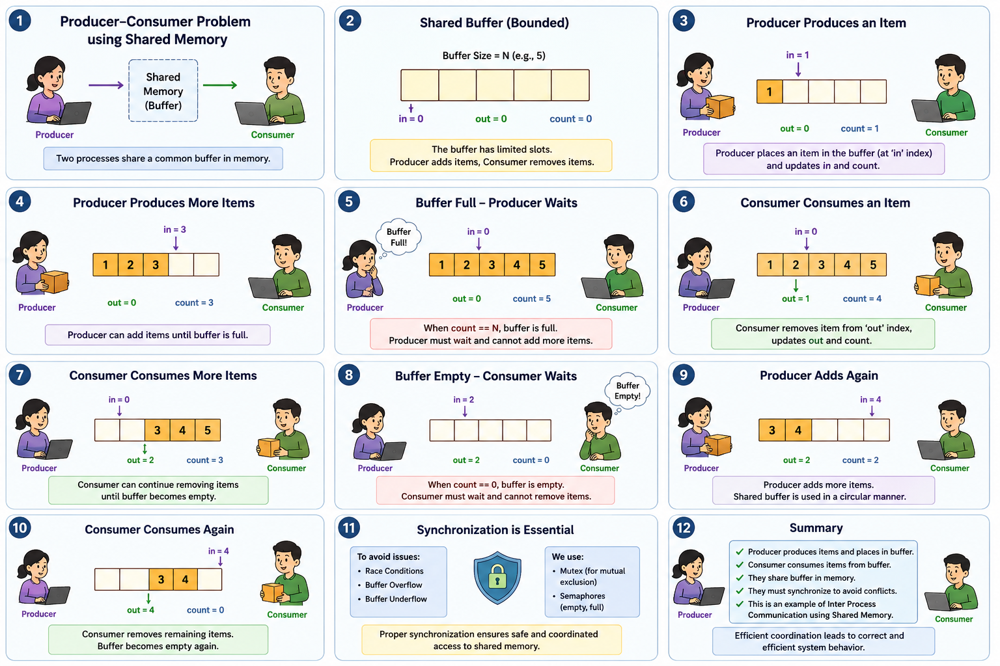 1
Producer–Consumer Problem
using Shared Memory
Shared
Memory
(Buffer)
Producer
Consumer
Two processes share a common buffer in memory.
2
Shared Buffer (Bounded)
Buffer Size = N (e.g., 5)
in = 0
out = 0
count = 0
The buffer has limited slots.
Producer adds items, Consumer removes items.
3
Producer Produces an Item
in = 1
1
out = 0
count = 1
Producer
Consumer
Producer places an item in the buffer (at ‘in’ index)
and updates in and count.
4
Producer Produces More Items
in = 3
1 2 3
out = 0
count = 3
Producer
Consumer
Producer can add items until buffer is full.
5
Buffer Full – Producer Waits
Buffer
Full!
in = 0
1 2 3 4 5
out = 0
count = 5
Producer
Consumer
When count == N, buffer is full.
Producer must wait and cannot add more items.
6
Consumer Consumes an Item
in = 0
1 2 3 4 5
out = 1
count = 4
Producer
Consumer
Consumer removes item from ‘out’ index,
updates out and count.
7
Consumer Consumes More Items
in = 0
3 4 5
out = 2
count = 3
Producer
Consumer
Consumer can continue removing items
until buffer becomes empty.
8
Buffer Empty – Consumer Waits
Buffer
Empty!
in = 2
out = 2
count = 0
Producer
Consumer
When count == 0, buffer is empty.
Consumer must wait and cannot remove items.
9
Producer Adds Again
in = 4
3 4
out = 2
count = 2
Producer
Consumer
Producer adds more items.
Shared buffer is used in a circular manner.
10
Consumer Consumes Again
in = 4
3 4
out = 4
count = 0
Producer
Consumer
Consumer removes remaining items.
Buffer becomes empty again.
11
Synchronization is Essential
To avoid issues:
• Race Conditions
• Buffer Overflow
• Buffer Underflow
We use:
• Mutex (for mutual
exclusion)
• Semaphores
(empty, full)
Proper synchronization ensures safe and coordinated
access to shared memory.
12
Summary
✓ Producer produces items and places in buffer.
✓ Consumer consumes items from buffer.
✓ They share buffer in memory.
✓ They must synchronize to avoid conflicts.
✓ This is an example of Inter Process
Communication using Shared Memory.
Producer
Consumer
Efficient coordination leads to correct and
efficient system behavior.